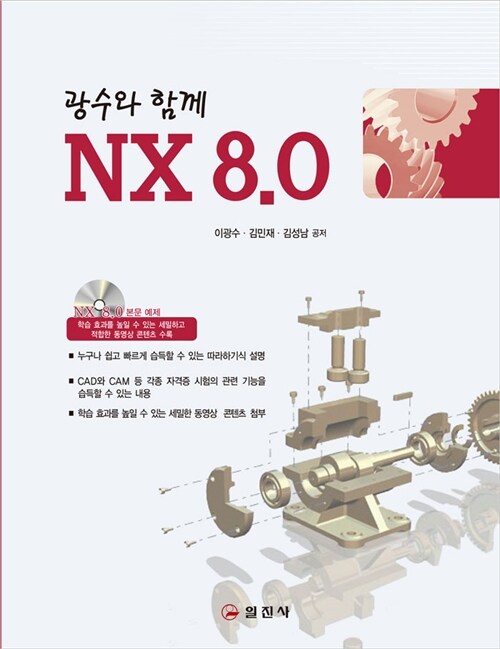 광수와 함께
NX 8.0
이광수 · 김민재 · 김성남 공저
NX 8.0 본문 예제
학습 효과를 높일 수 있는 세밀하고
적합한 동영상 콘텐츠 수록
■ 누구나 쉽고 빠르게 습득할 수 있는 따라하기식 설명
■ CAD와 CAM 등 각종 자격증 시험의 관련 기능을
습득할 수 있는 내용
■ 학습 효과를 높일 수 있는 세밀한 동영상 콘텐츠 첨부
일진사